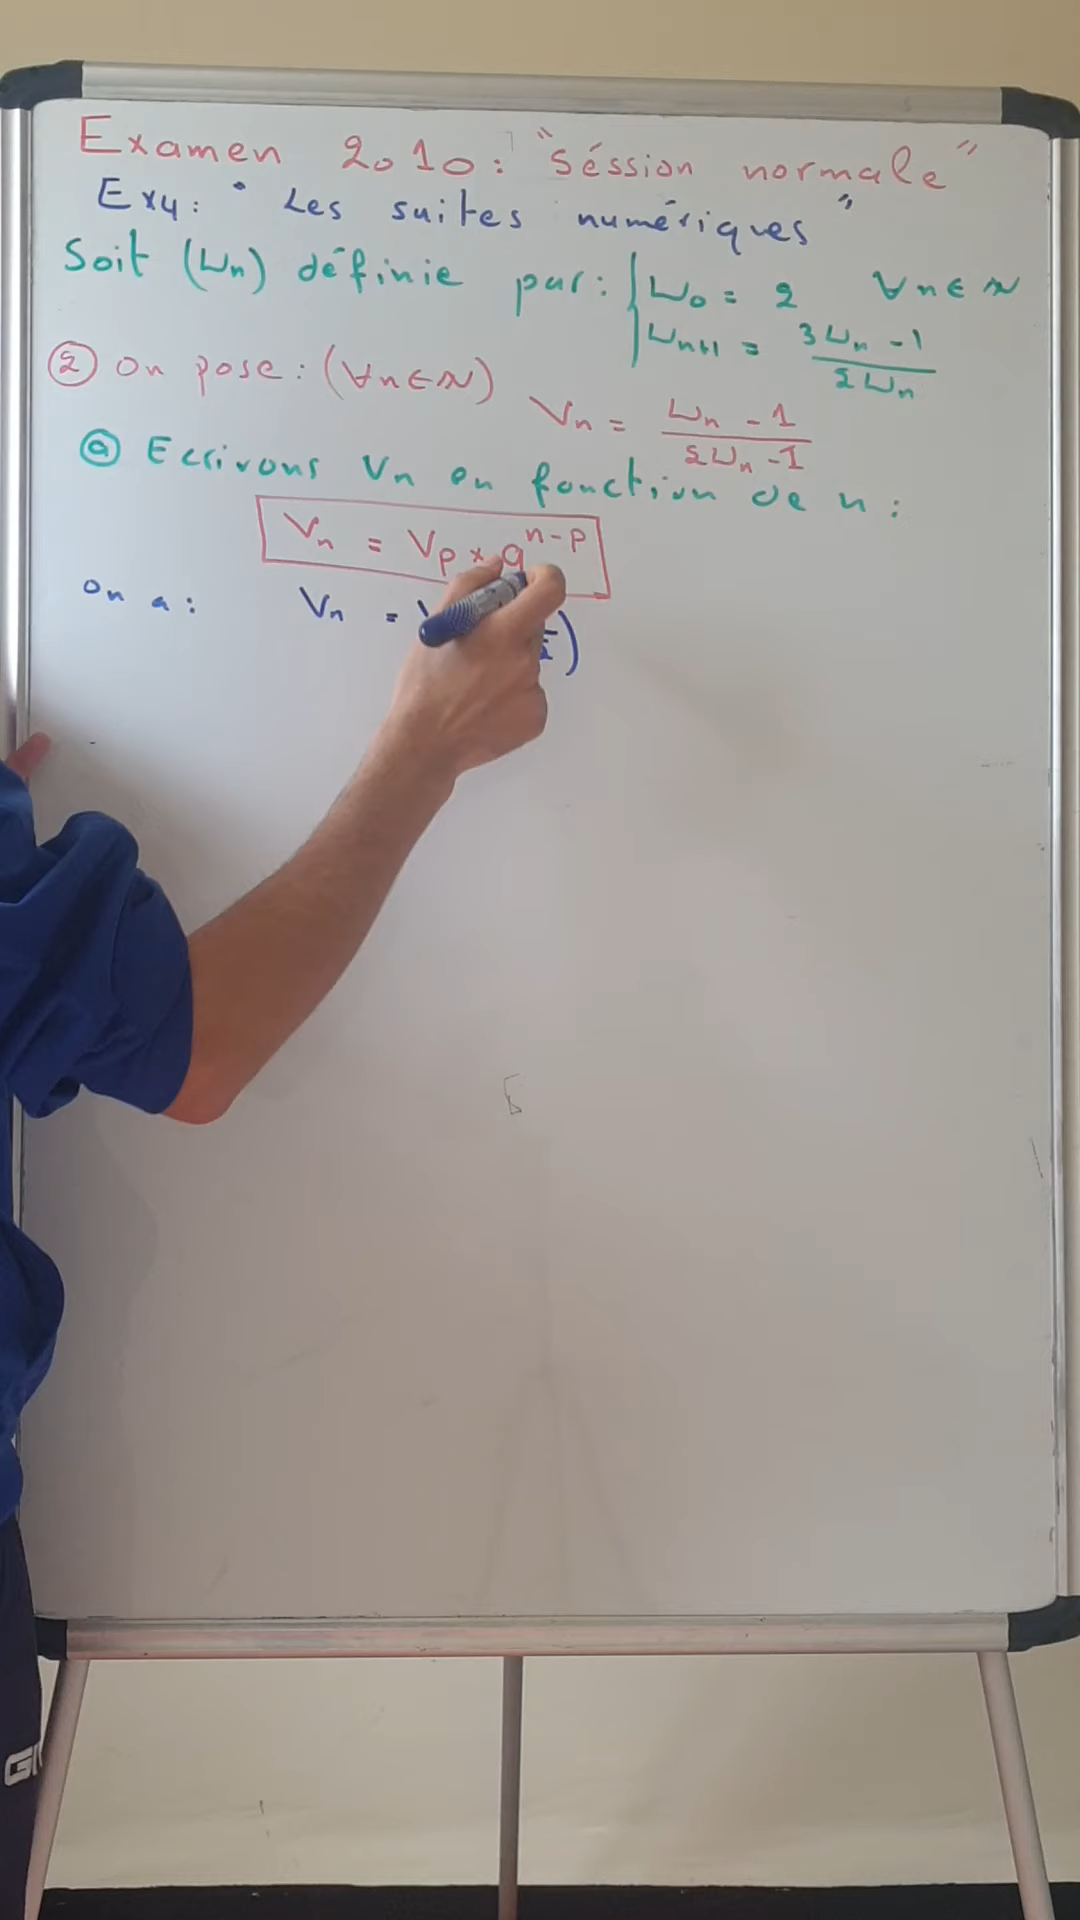 Examen 2010: "Séssion normale"
Ex4: "Les suites numériques"
Soit (Un) définie par: { U0 = 2 ∀n∈ℕ
Un+1 = (3Un - 1)/(2Un)
② On pose: (∀n∈ℕ) Vn = (Un - 1)/(2Un - 1)
ⓐ Ecrivons Vn en fonction de n:
Vn = Vp × q^(n-p)
On a: Vn =